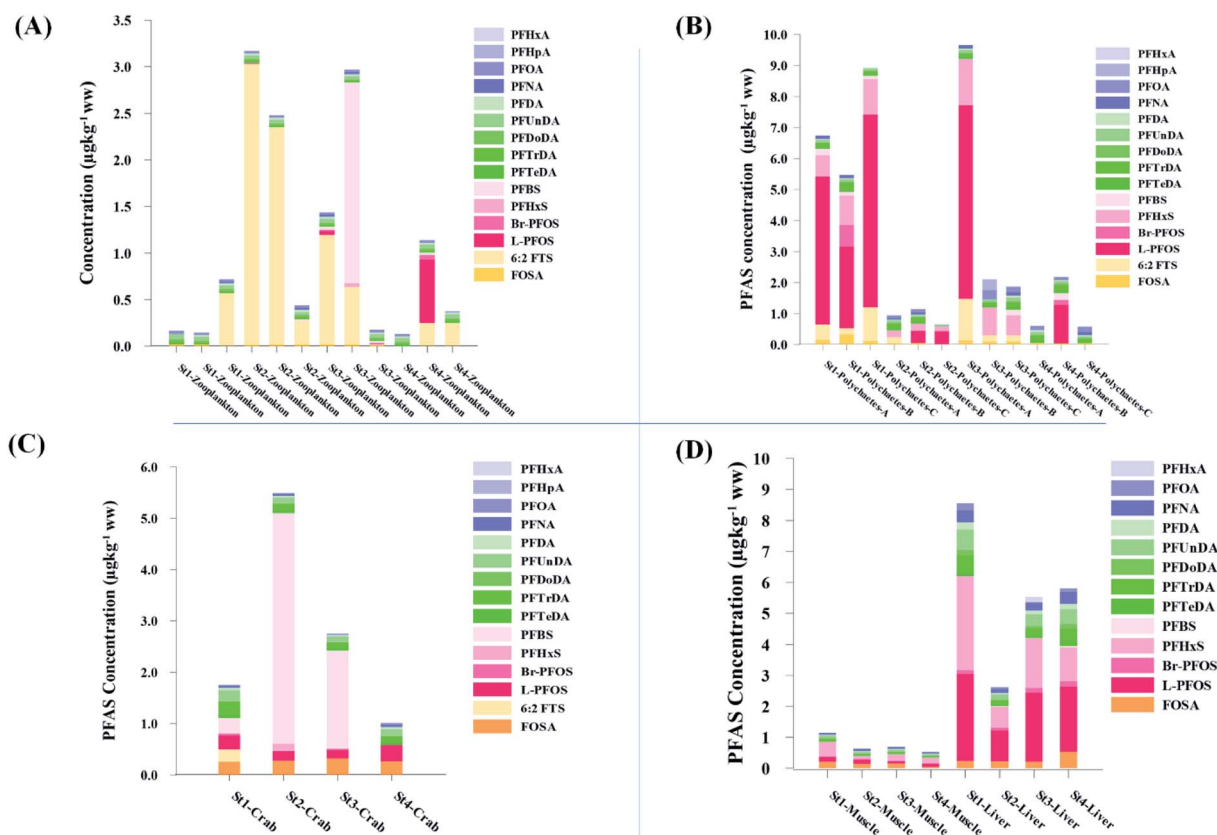 (A)
Concentration (µgkg⁻¹ ww)
3.5
3.0
2.5
2.0
1.5
1.0
0.5
0.0
St1-Zooplankton
St1-Zooplankton
St1-Zooplankton
St2-Zooplankton
St2-Zooplankton
St2-Zooplankton
St3-Zooplankton
St3-Zooplankton
St3-Zooplankton
St4-Zooplankton
St4-Zooplankton
St4-Zooplankton
PFHxA
PFHpA
PFOA
PFNA
PFDA
PFUnDA
PFDoDA
PFTrDA
PFTeDA
PFBS
PFHxS
Br-PFOS
L-PFOS
6:2 FTS
FOSA
(B)
PFAS concentration (µgkg⁻¹ ww)
10.0
9.0
8.0
7.0
6.0
5.0
4.0
3.0
2.0
1.0
0.0
St1-Polychaetes-A
St1-Polychaetes-B
St1-Polychaetes-C
St2-Polychaetes-A
St2-Polychaetes-B
St2-Polychaetes-C
St3-Polychaetes-A
St3-Polychaetes-B
St3-Polychaetes-C
St4-Polychaetes-A
St4-Polychaetes-B
St4-Polychaetes-C
PFHxA
PFHpA
PFOA
PFNA
PFDA
PFUnDA
PFDoDA
PFTrDA
PFTeDA
PFBS
PFHxS
Br-PFOS
L-PFOS
6:2 FTS
FOSA
(C)
PFAS Concentration (µgkg⁻¹ ww)
6.0
5.0
4.0
3.0
2.0
1.0
0.0
St1-Crab
St2-Crab
St3-Crab
St4-Crab
PFHxA
PFHpA
PFOA
PFNA
PFDA
PFUnDA
PFDoDA
PFTrDA
PFTeDA
PFBS
PFHxS
Br-PFOS
L-PFOS
6:2 FTS
FOSA
(D)
PFAS Concentration (µgkg⁻¹ ww)
10
9
8
7
6
5
4
3
2
1
0
St1-Muscle
St2-Muscle
St3-Muscle
St4-Muscle
St1-Liver
St2-Liver
St3-Liver
St4-Liver
PFHxA
PFOA
PFNA
PFDA
PFUnDA
PFDoDA
PFTrDA
PFTeDA
PFBS
PFHxS
Br-PFOS
L-PFOS
FOSA